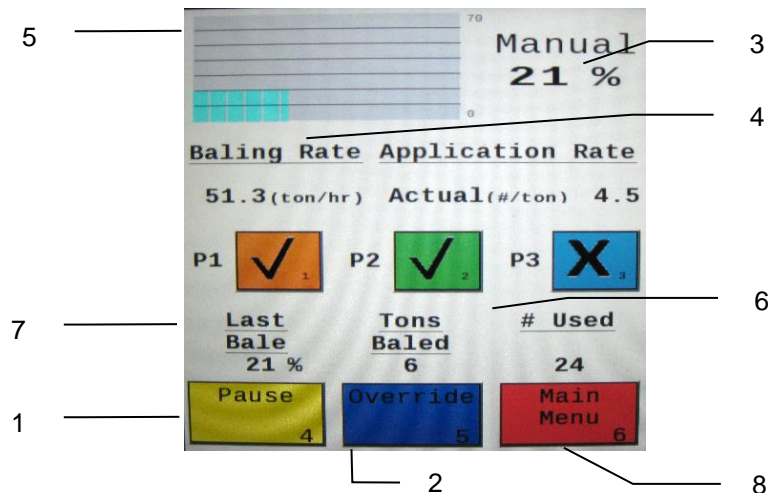 5
70
Manual
3
21 %
0
4
Baling Rate Application Rate
51.3(ton/hr) Actual(#/ton) 4.5
P1 1 P2 2 P3 X 3
6
7
Last Bale
Tons Baled
# Used
21 %
6
24
1
Pause
4
Override
5
Main Menu
6
2
8